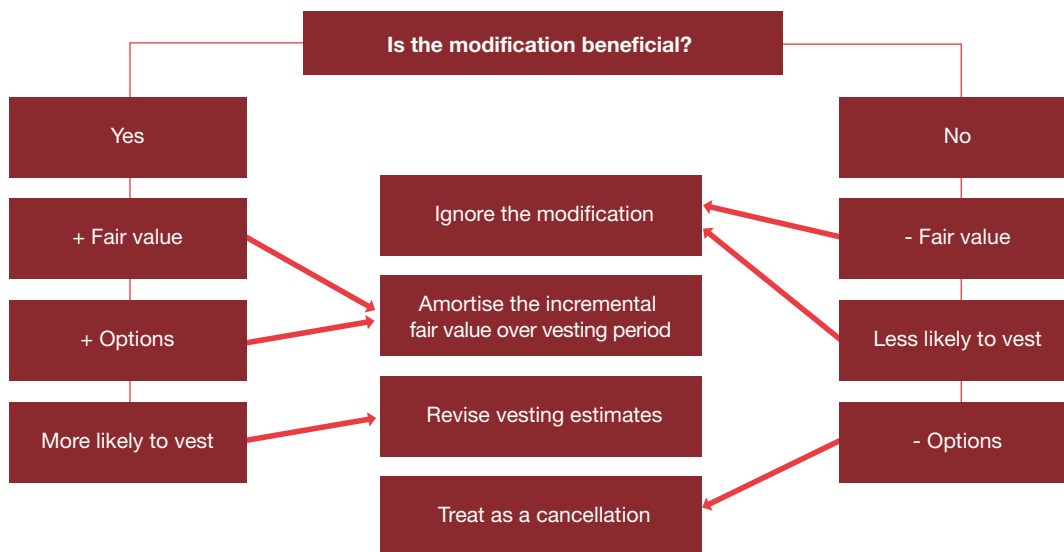 Is the modification beneficial?
Yes
No
+ Fair value
Ignore the modification
- Fair value
+ Options
Amortise the incremental
fair value over vesting period
Less likely to vest
More likely to vest
Revise vesting estimates
- Options
Treat as a cancellation